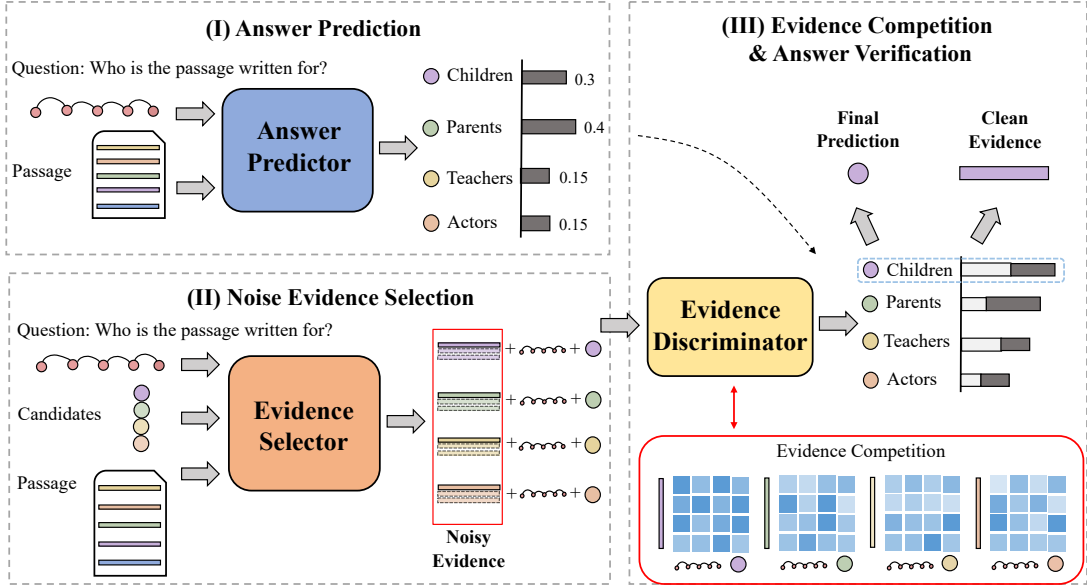 (I) Answer Prediction
Question: Who is the passage written for?
Passage
Answer
Predictor
Children
0.3
Parents
0.4
Teachers
0.15
Actors
0.15
(II) Noise Evidence Selection
Question: Who is the passage written for?
Candidates
Passage
Evidence
Selector
Noisy
Evidence
(III) Evidence Competition
& Answer Verification
Final
Prediction
Clean
Evidence
Evidence
Discriminator
Children
Parents
Teachers
Actors
Evidence Competition